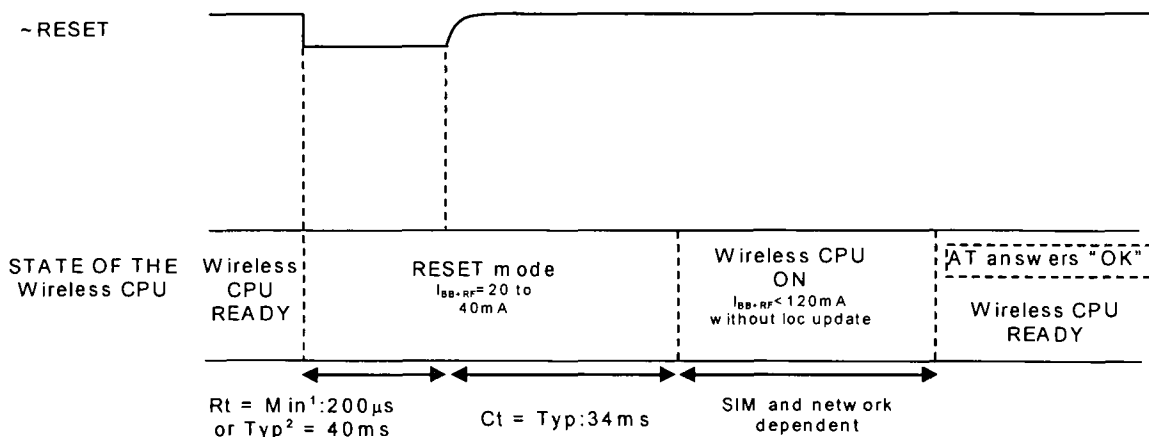 ~RESET
STATE OF THE
Wireless CPU
Wireless
CPU
READY
RESET mode
IBB+RF=20 to
40mA
Wireless CPU
ON
IBB+RF<120mA
without loc update
AT answers "OK"
Wireless CPU
READY
Rt = Min¹:200µs
or Typ² = 40ms
Ct = Typ:34ms
SIM and network
dependent